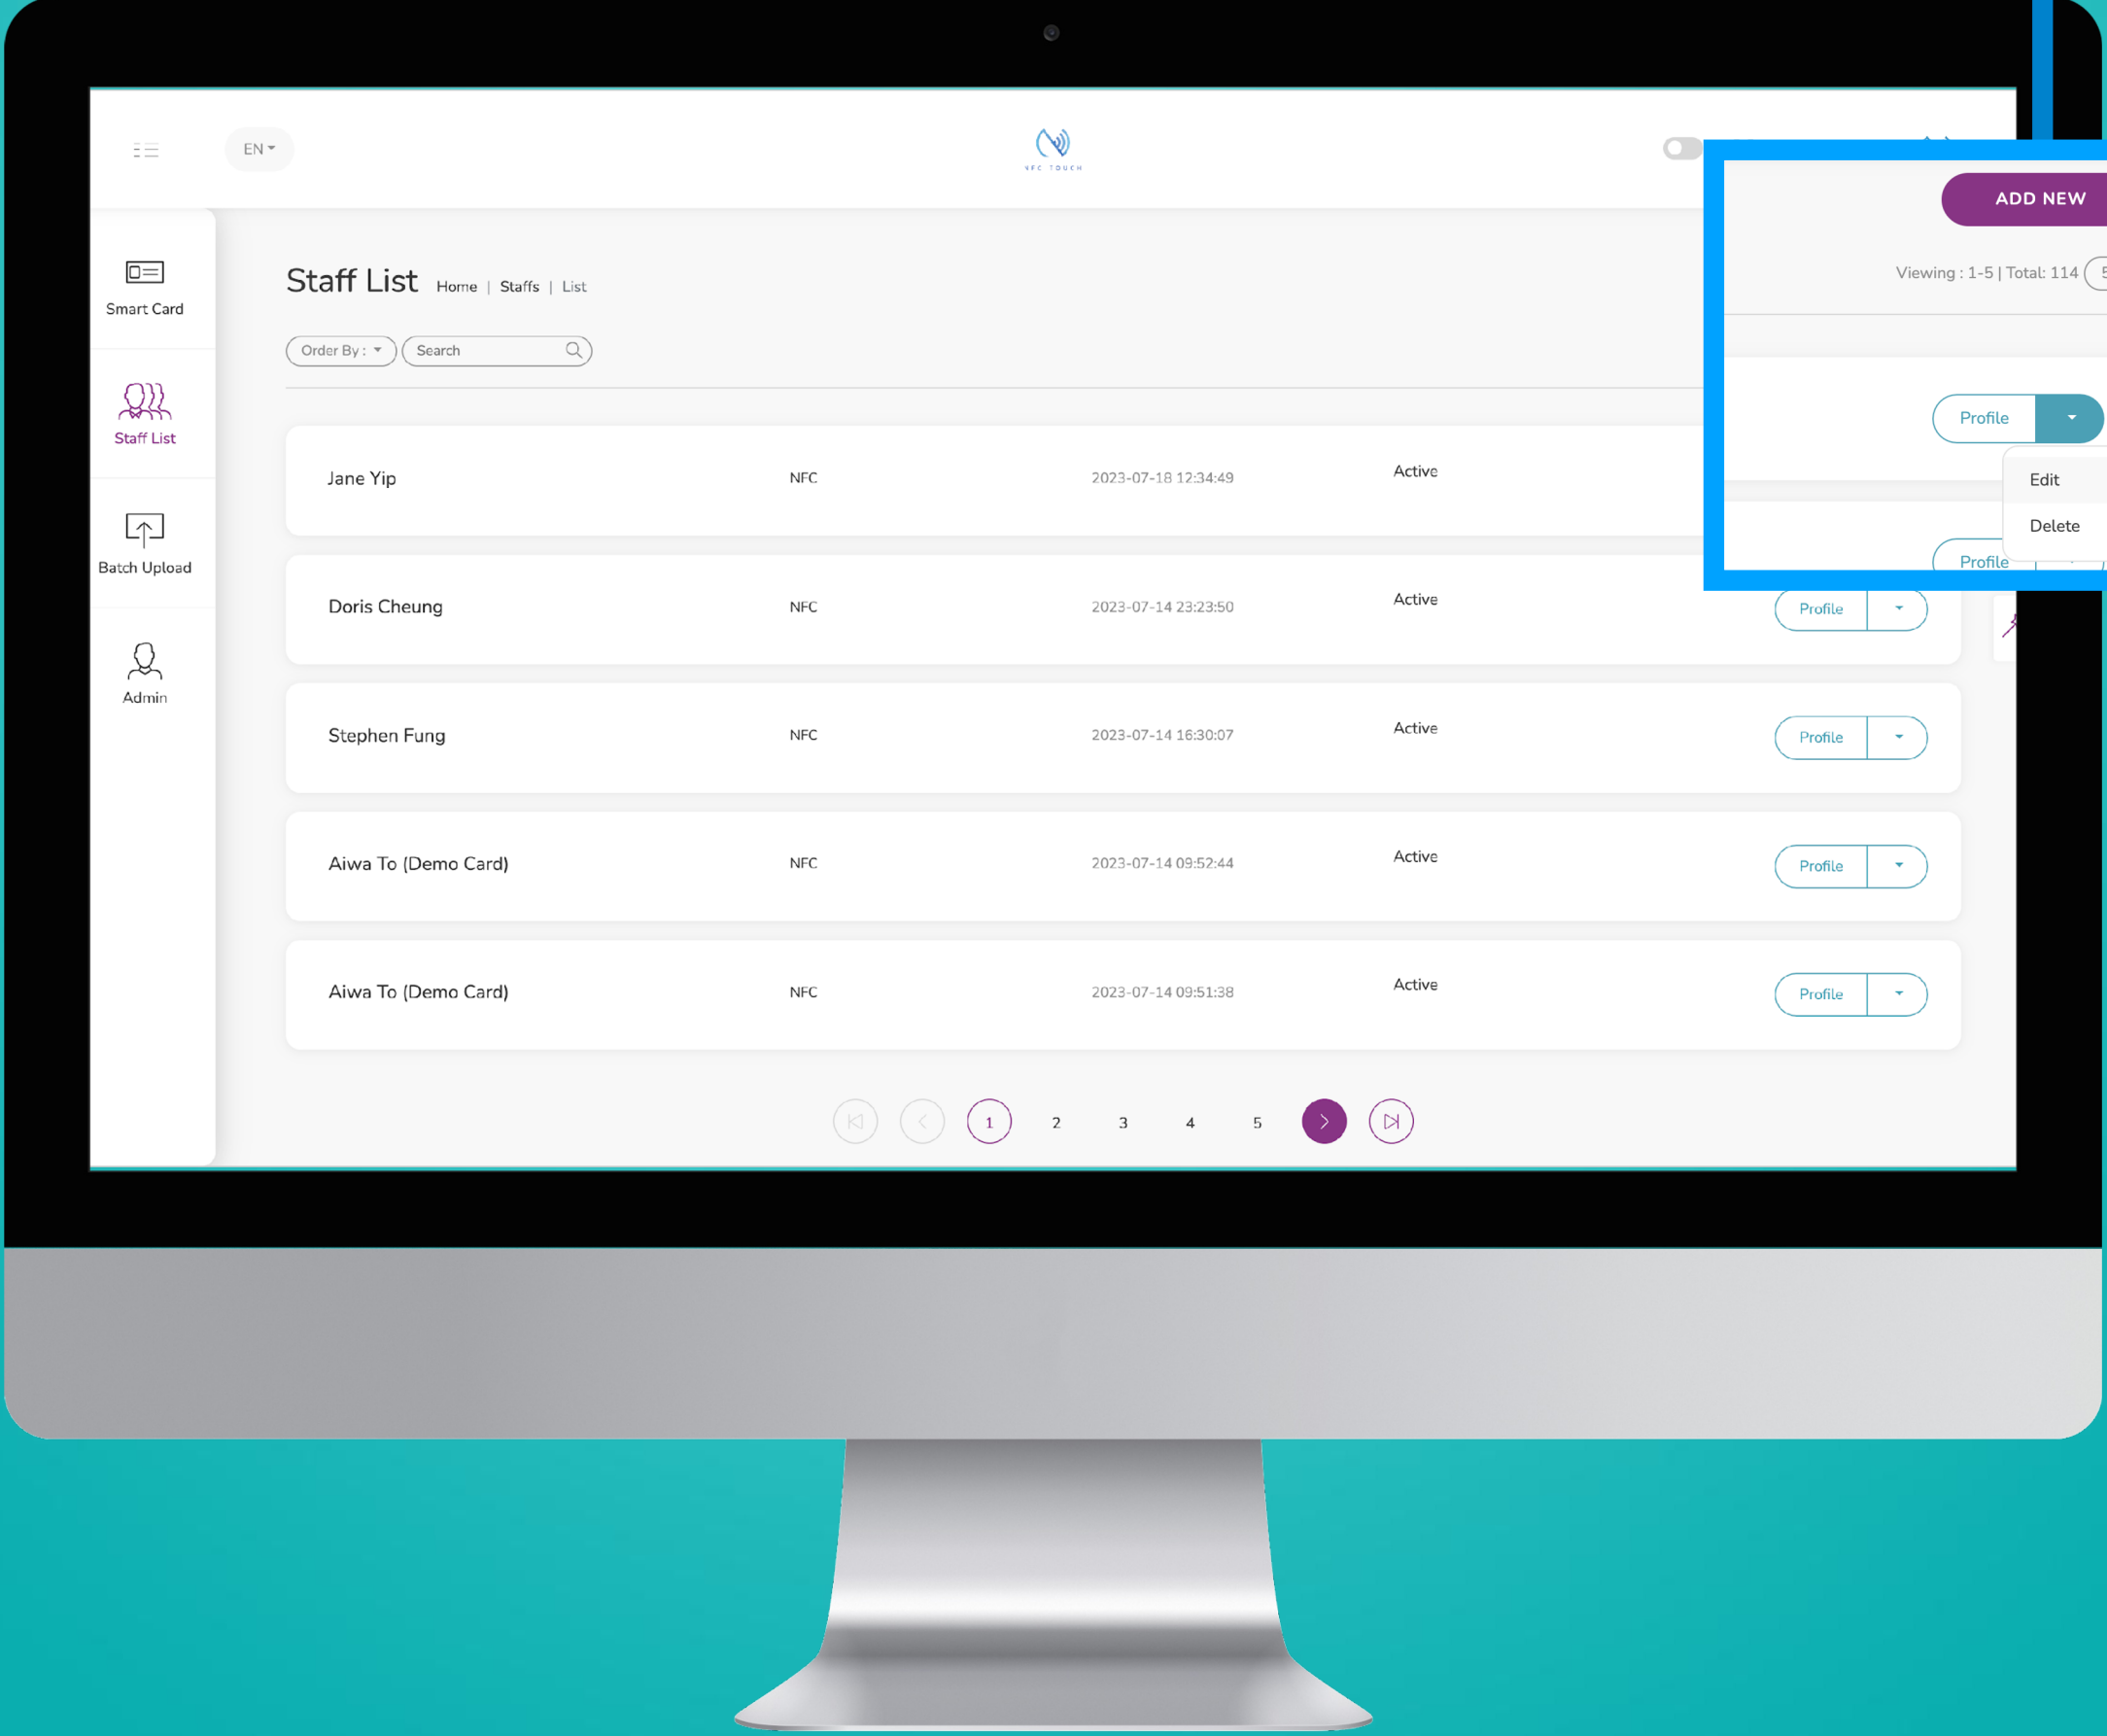 EN
NFC TOUCH
ADD NEW
Viewing : 1-5 | Total: 114
Smart Card
Staff List
Batch Upload
Admin
Staff List Home | Staffs | List
Order By : Search
Profile
Edit
Delete
Profile
Jane Yip NFC 2023-07-18 12:34:49 Active
Doris Cheung NFC 2023-07-14 23:23:50 Active Profile
Stephen Fung NFC 2023-07-14 16:30:07 Active Profile
Aiwa To (Demo Card) NFC 2023-07-14 09:52:44 Active Profile
Aiwa To (Demo Card) NFC 2023-07-14 09:51:38 Active Profile
1 2 3 4 5